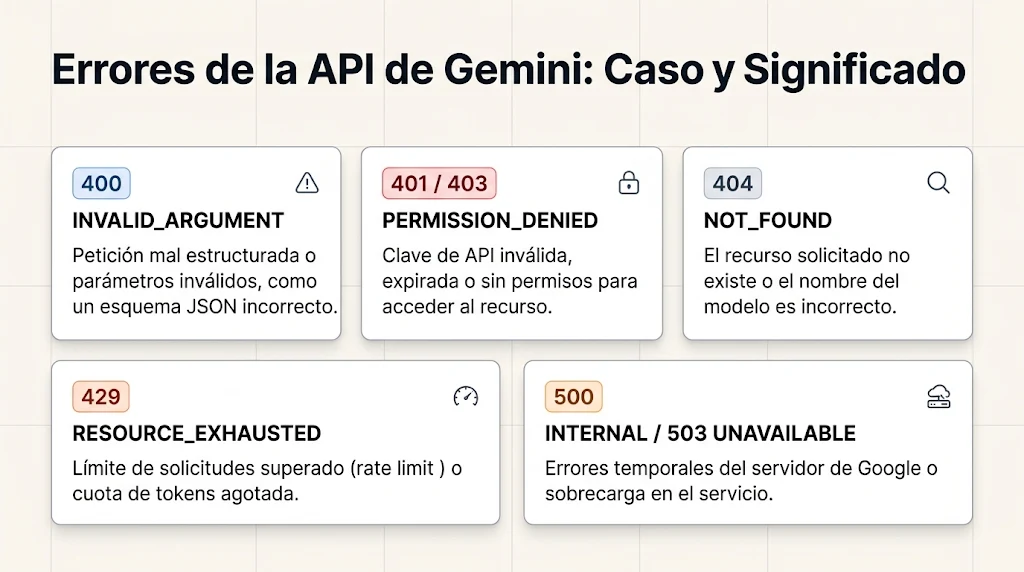 Errores de la API de Gemini: Caso y Significado
400
INVALID_ARGUMENT
Petición mal estructurada o
parámetros inválidos, como
un esquema JSON incorrecto.
401 / 403
PERMISSION_DENIED
Clave de API inválida,
expirada o sin permisos para
acceder al recurso.
404
NOT_FOUND
El recurso solicitado no
existe o el nombre del
modelo es incorrecto.
429
RESOURCE_EXHAUSTED
Límite de solicitudes superado (rate limit ) o
cuota de tokens agotada.
500
INTERNAL / 503 UNAVAILABLE
Errores temporales del servidor de Google o
sobrecarga en el servicio.